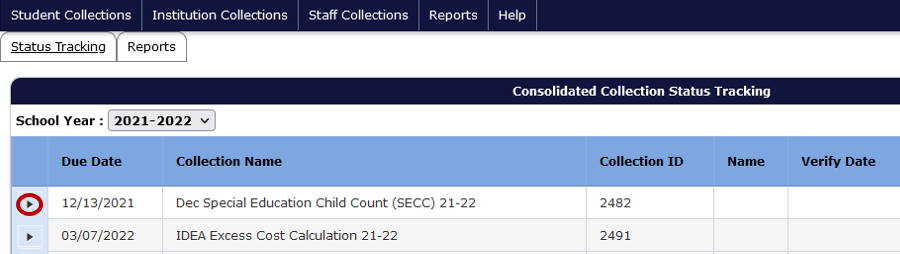 Student Collections Institution Collections Staff Collections Reports Help
Status Tracking Reports
Consolidated Collection Status Tracking
School Year : 2021-2022
Due Date Collection Name Collection ID Name Verify Date
12/13/2021 Dec Special Education Child Count (SECC) 21-22 2482
03/07/2022 IDEA Excess Cost Calculation 21-22 2491